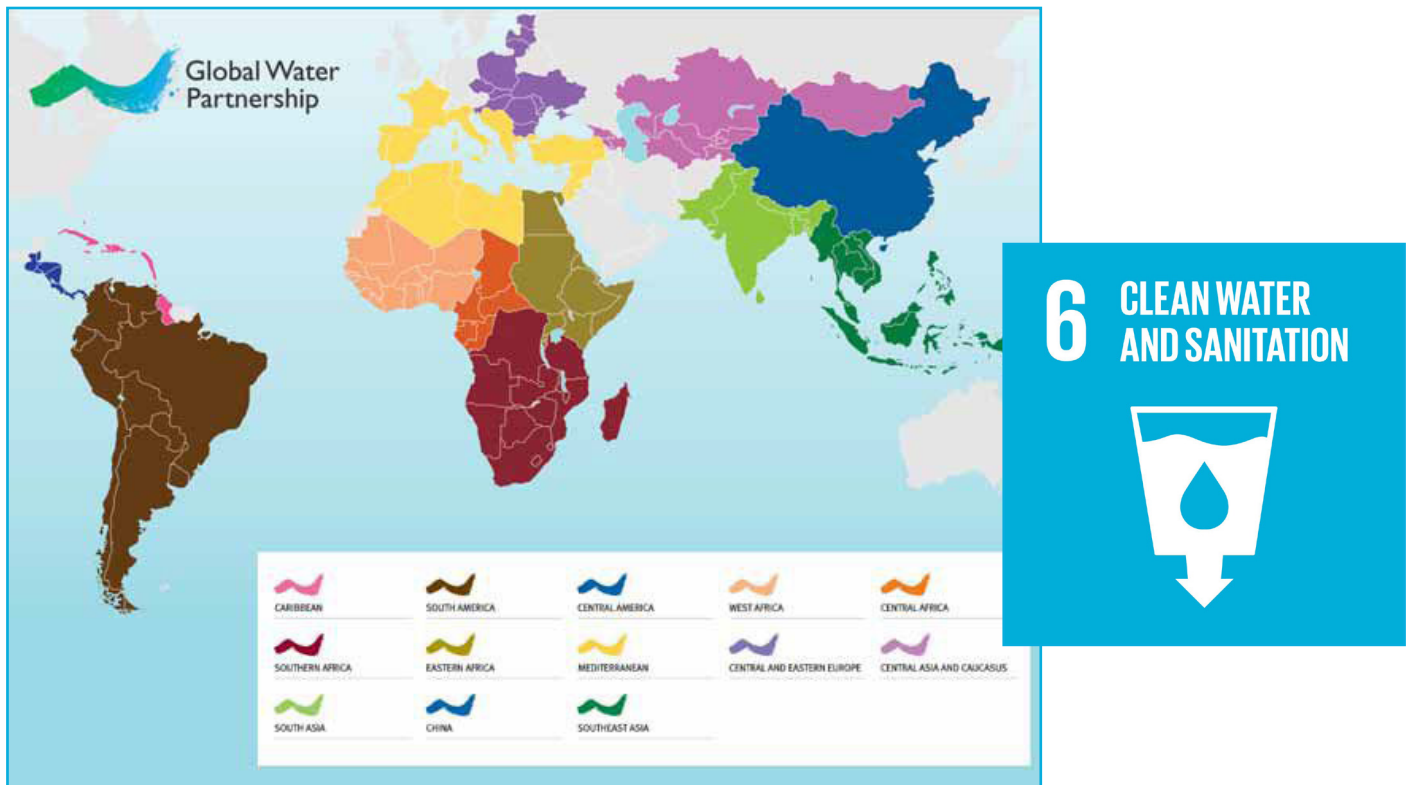 Global Water
Partnership
6 CLEAN WATER
AND SANITATION
CARIBBEAN
SOUTH AMERICA
CENTRAL AMERICA
WEST AFRICA
CENTRAL AFRICA
SOUTHERN AFRICA
EASTERN AFRICA
MEDITERRANEAN
CENTRAL AND EASTERN EUROPE
CENTRAL ASIA AND CAUCASUS
SOUTH ASIA
CHINA
SOUTHEAST ASIA